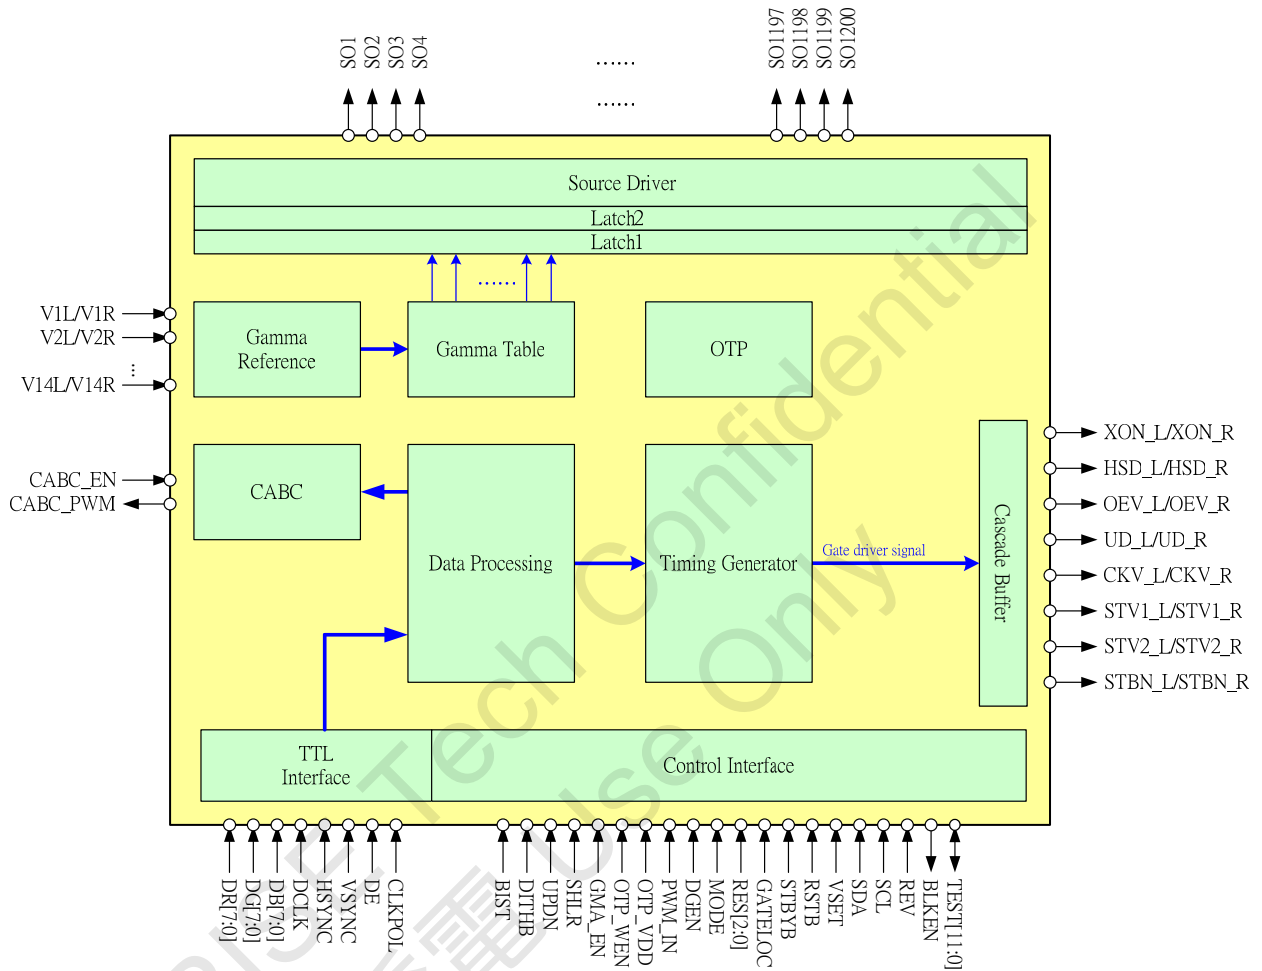 SO1
SO2
SO3
SO4
......
......
SO1197
SO1198
SO1199
SO1200
Source Driver
Latch2
Latch1
......
V1L/V1R
V2L/V2R
...
V14L/V14R
Gamma
Reference
Gamma Table
OTP
CABC_EN
CABC_PWM
CABC
Data Processing
Timing Generator
Gate driver signal
Cascade Buffer
XON_L/XON_R
HSD_L/HSD_R
OEV_L/OEV_R
UD_L/UD_R
CKV_L/CKV_R
STV1_L/STV1_R
STV2_L/STV2_R
STBN_L/STBN_R
TTL
Interface
Control Interface
DR[7:0]
DG[7:0]
DB[7:0]
DCLK
HSYNC
VSYNC
DE
CLKPOL
BIST
DITHB
UPDN
SHLR
GMA_EN
OTP_WEN
OTP_VDD
PWM_IN
DGEN
MODE
RES[2:0]
GATELOC
STBYB
RSTB
VSET
SDA
SCL
REV
BLKEN
TEST[11:0]
Tech Confidential
電 Use Only